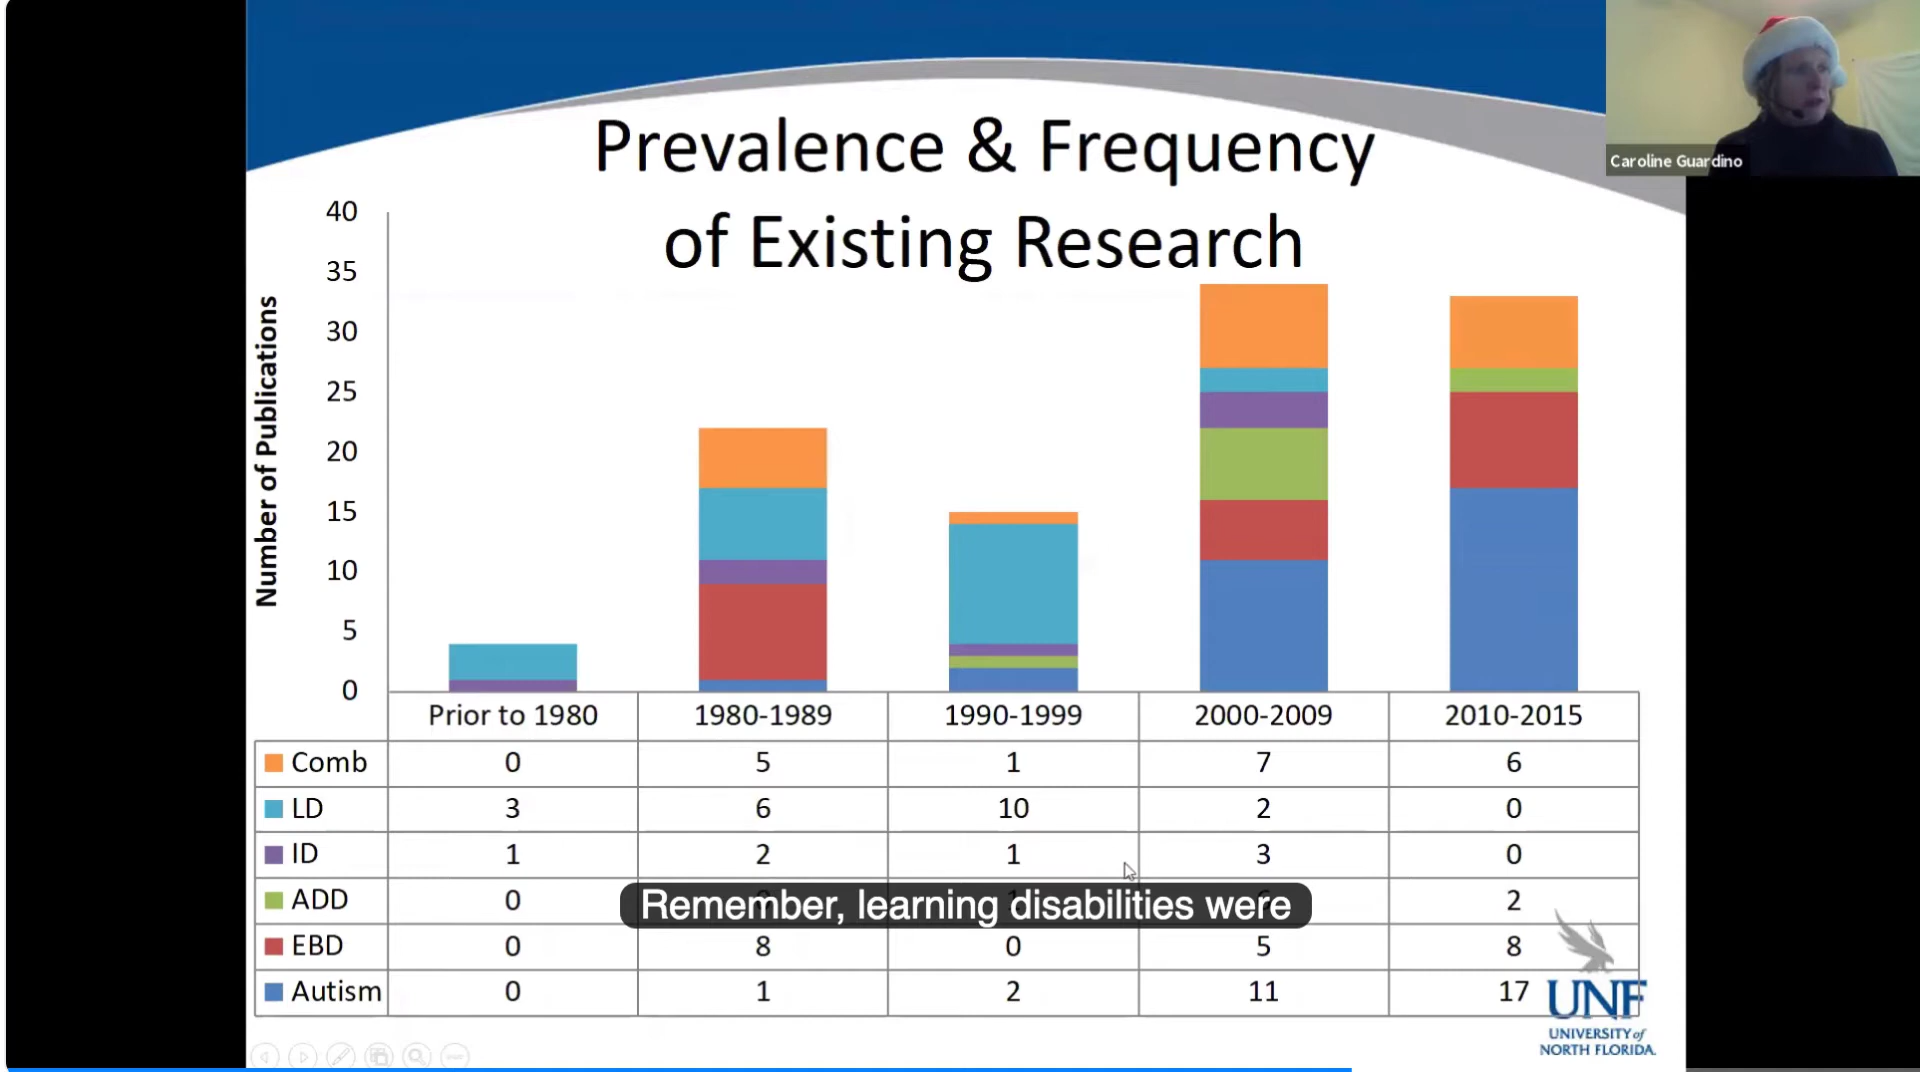 Prevalence & Frequency
of Existing Research
Caroline Guardino
Number of Publications
40
35
30
25
20
15
10
5
0
Prior to 1980 1980-1989 1990-1999 2000-2009 2010-2015
Comb 0 5 1 7 6
LD 3 6 10 2 0
ID 1 2 1 3 0
ADD 0 2
Remember, learning disabilities were
EBD 0 8 0 5 8
Autism 0 1 2 11 17
UNF
UNIVERSITY of
NORTH FLORIDA.